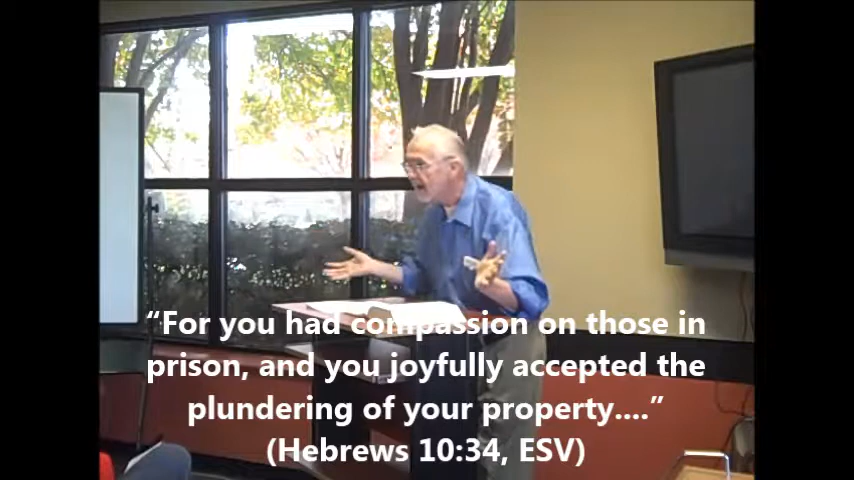 “For you had compassion on those in
prison, and you joyfully accepted the
plundering of your property....”
(Hebrews 10:34, ESV)